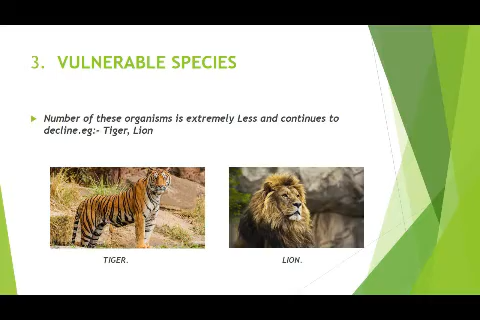 3. VULNERABLE SPECIES
Number of these organisms is extremely Less and continues to
decline.eg:- Tiger, Lion
TIGER.
LION.